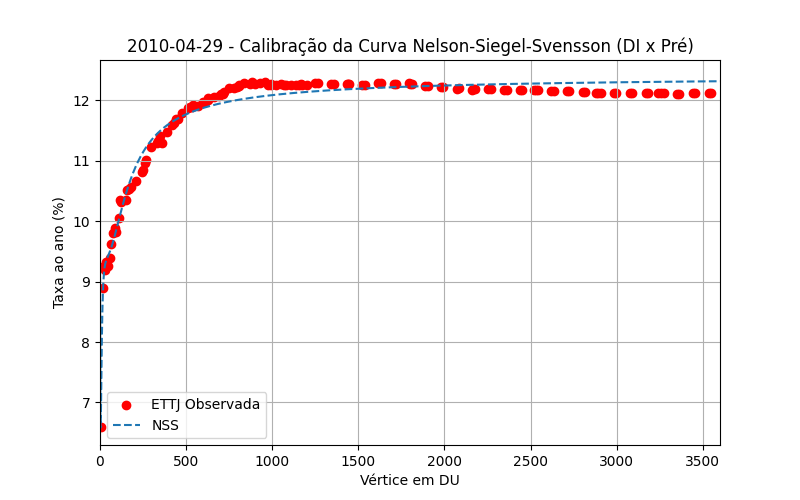 2010-04-29 - Calibração da Curva Nelson-Siegel-Svensson (DI x Pré)
Taxa ao ano (%)
12
11
10
9
8
7
ETTJ Observada
NSS
0 500 1000 1500 2000 2500 3000 3500
Vértice em DU